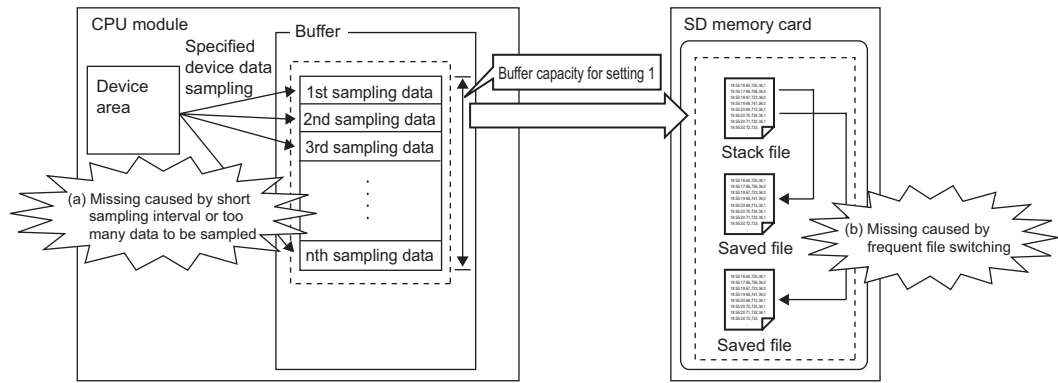 CPU module
Buffer
SD memory card
Specified
device data
sampling
Buffer capacity for setting 1
Device
area
1st sampling data
2nd sampling data
3rd sampling data
Stack file
(a) Missing caused by short
sampling interval or too
many data to be sampled
Saved file
(b) Missing caused by
frequent file switching
nth sampling data
Saved file